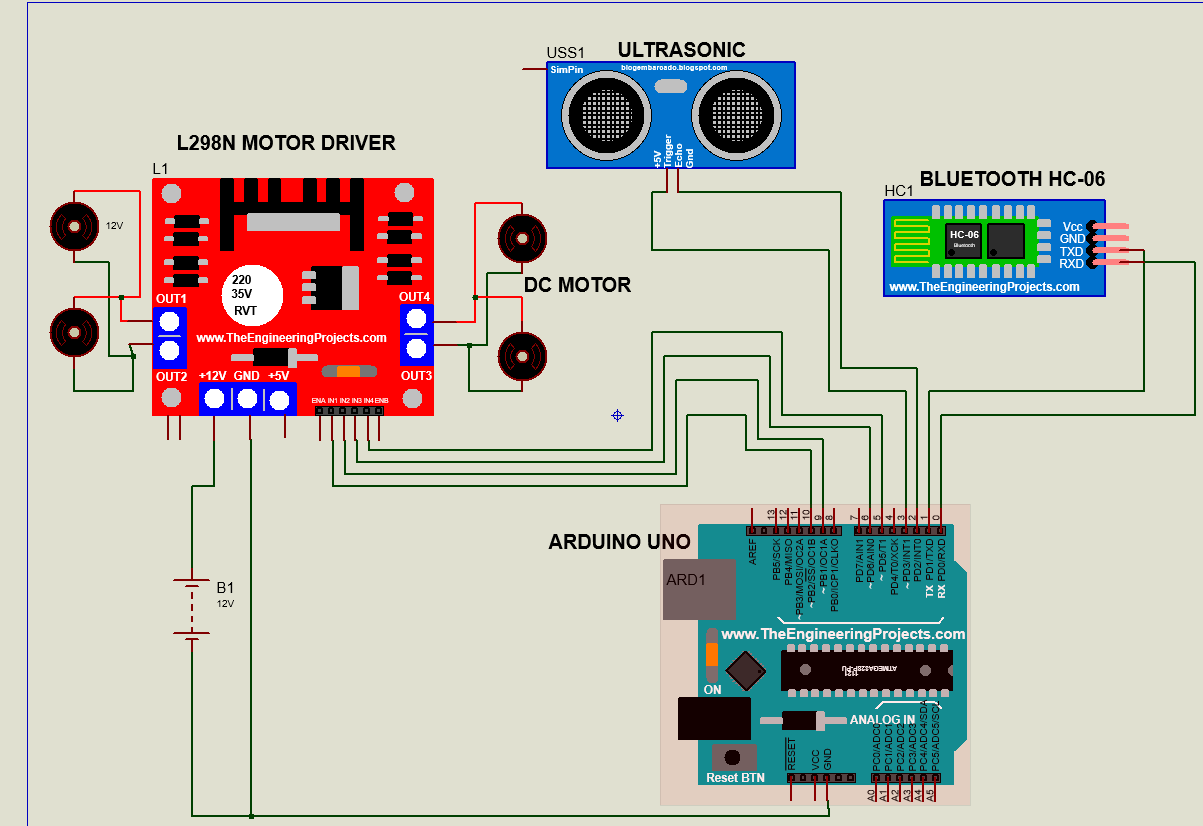 ULTRASONIC
USS1
SimPin
blogembarcado.blogspot.com
+5V
Trigger
Echo
Gnd
L298N MOTOR DRIVER
L1
12V
220
35V
RVT
OUT1
OUT4
www.TheEngineeringProjects.com
OUT2
OUT3
+12V GND +5V
ENA IN1 IN2 IN3 IN4 ENB
DC MOTOR
BLUETOOTH HC-06
HC1
HC-06
Bluetooth
Vcc
GND
TXD
RXD
www.TheEngineeringProjects.com
B1
12V
ARDUINO UNO
ARD1
13
12
11
10
9
8
7
6
5
4
3
2
1
0
AREF
PB5/SCK
PB4/MISO
~PB3/MOSI/OC2A
~PB2/SS/OC1B
~PB1/OC1A
PB0/ICP1/CLKO
PD7/AIN1
~PD6/AIN0
~PD5/T1
PD4/T0/XCK
~PD3/INT1
PD2/INT0
TX PD1/TXD
RX PD0/RXD
www.TheEngineeringProjects.com
ATMEGA328P-PU
1121
ON
ANALOG IN
Reset BTN
RESET
VCC
GND
PC0/ADC0
PC1/ADC1
PC2/ADC2
PC3/ADC3
PC4/ADC4/SDA
PC5/ADC5/SCL
A0
A1
A2
A3
A4
A5